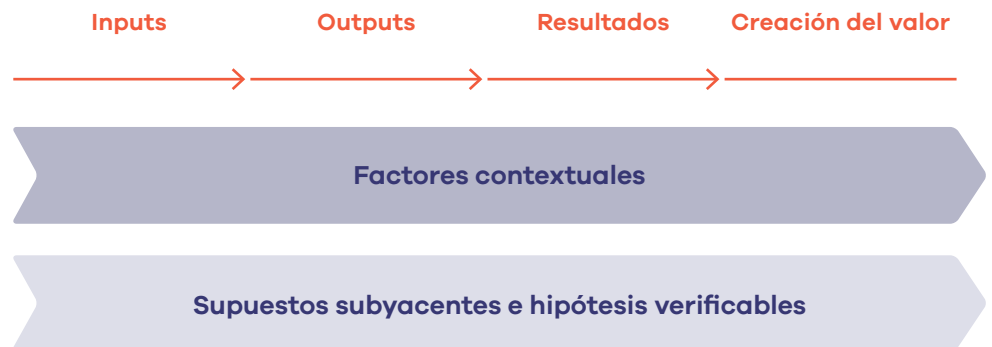 Inputs
Outputs
Resultados
Creación del valor
Factores contextuales
Supuestos subyacentes e hipótesis verificables